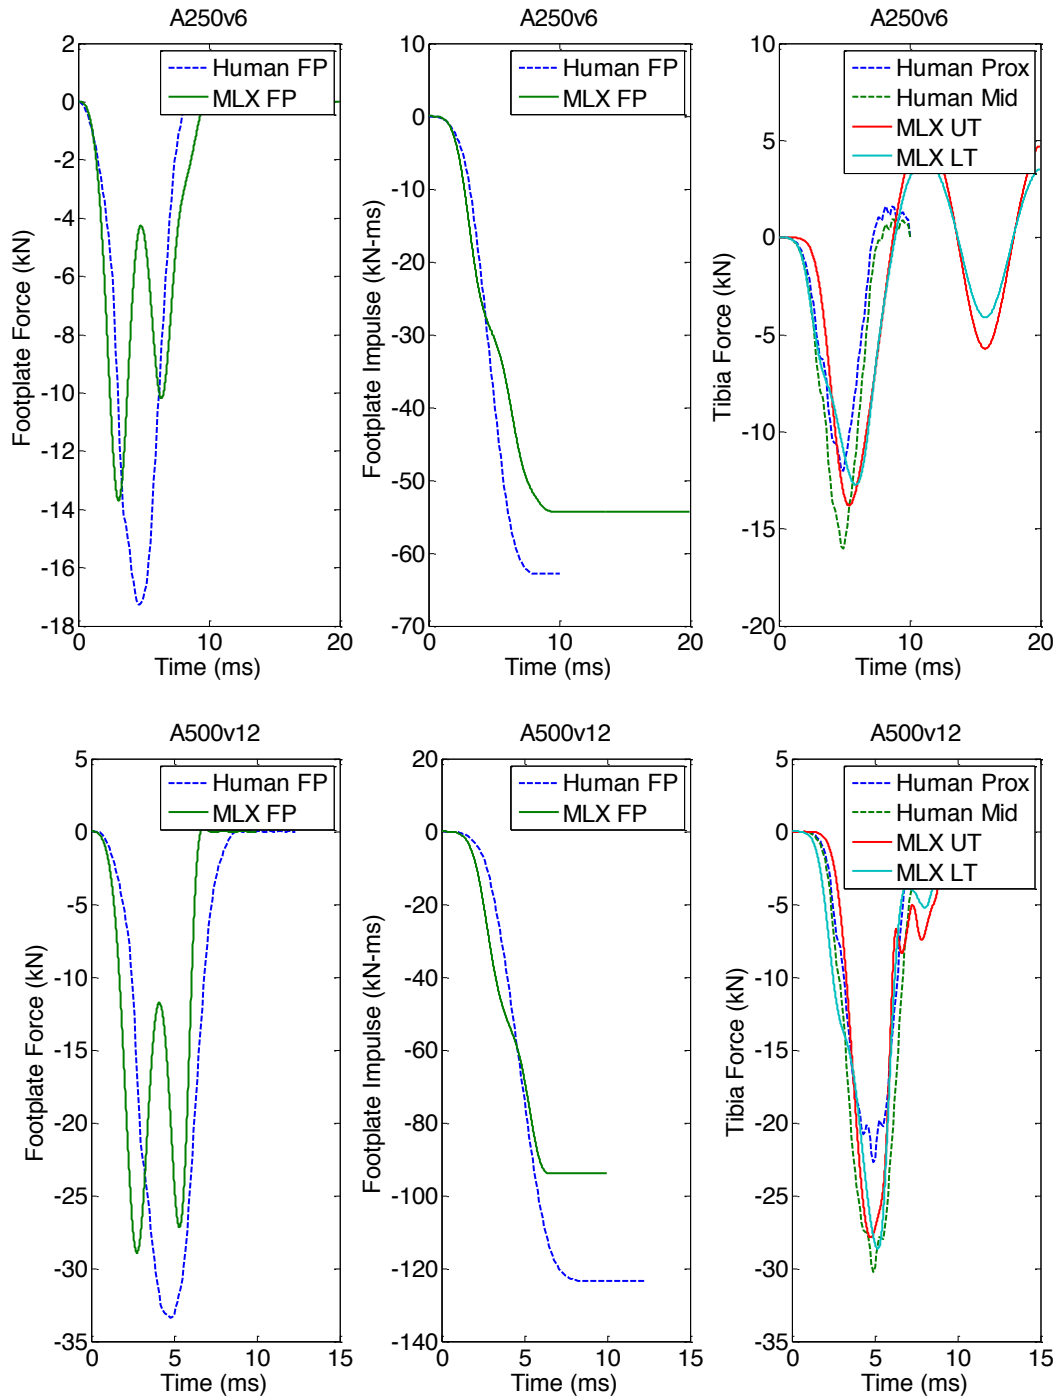 A250v6
2
0
-2
-4
-6
-8
-10
-12
-14
-16
-18
Footplate Force (kN)
Human FP
MLX FP
0 10 20
Time (ms)
A250v6
10
0
-10
-20
-30
-40
-50
-60
-70
Footplate Impulse (kN-ms)
Human FP
MLX FP
0 10 20
Time (ms)
A250v6
10
5
0
-5
-10
-15
-20
Tibia Force (kN)
Human Prox
Human Mid
MLX UT
MLX LT
0 10 20
Time (ms)
A500v12
5
0
-5
-10
-15
-20
-25
-30
-35
Footplate Force (kN)
Human FP
MLX FP
0 5 10 15
Time (ms)
A500v12
20
0
-20
-40
-60
-80
-100
-120
-140
Footplate Impulse (kN-ms)
Human FP
MLX FP
0 5 10 15
Time (ms)
A500v12
5
0
-5
-10
-15
-20
-25
-30
-35
Tibia Force (kN)
Human Prox
Human Mid
MLX UT
MLX LT
0 5 10 15
Time (ms)